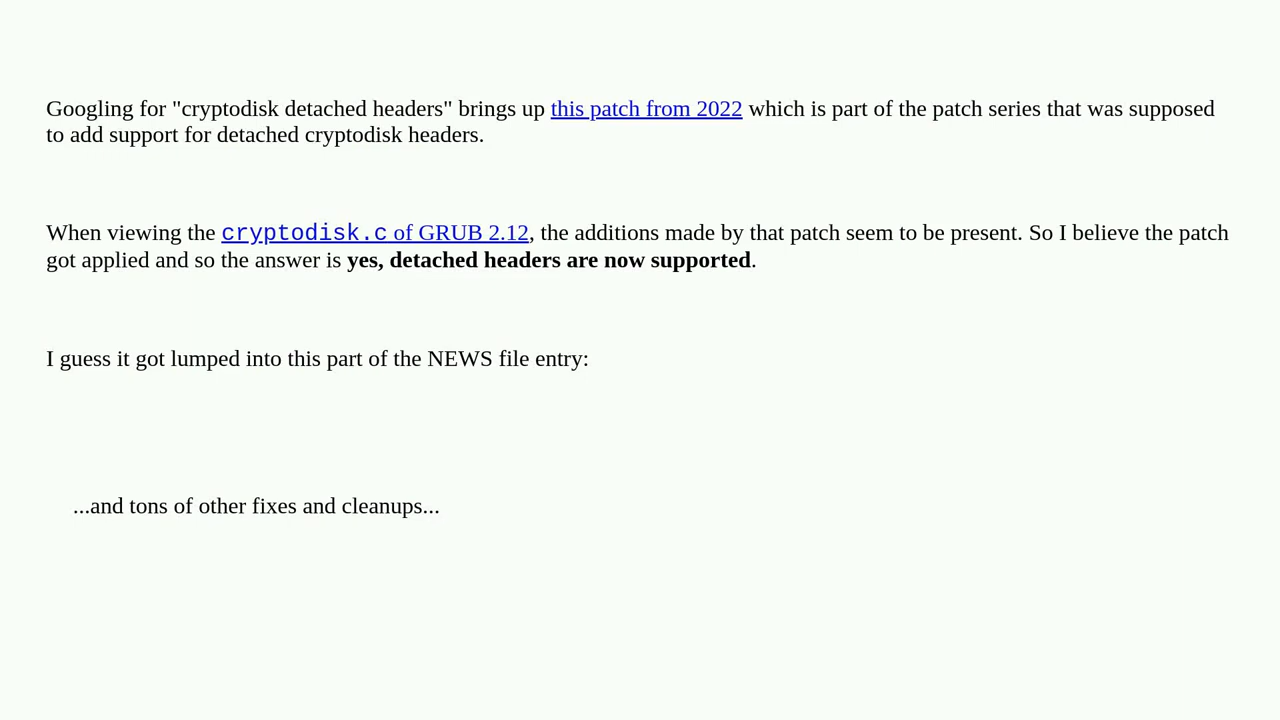 Googling for "cryptodisk detached headers" brings up this patch from 2022 which is part of the patch series that was supposed
to add support for detached cryptodisk headers.
When viewing the cryptodisk.c of GRUB 2.12, the additions made by that patch seem to be present. So I believe the patch
got applied and so the answer is yes, detached headers are now supported.
I guess it got lumped into this part of the NEWS file entry:
...and tons of other fixes and cleanups...